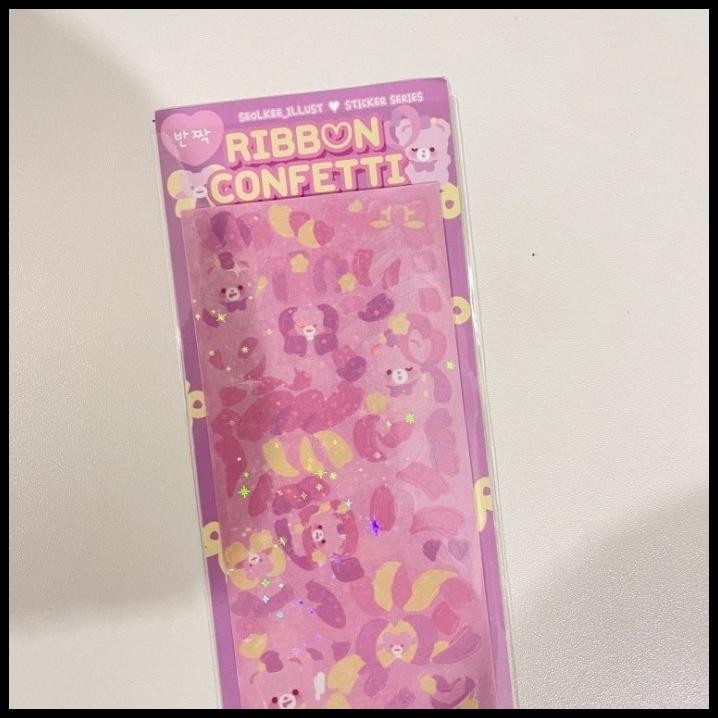 SEOLKEE_ILLUST ♥ STICKER SERIES
반짝
RIBBON
CONFETTI